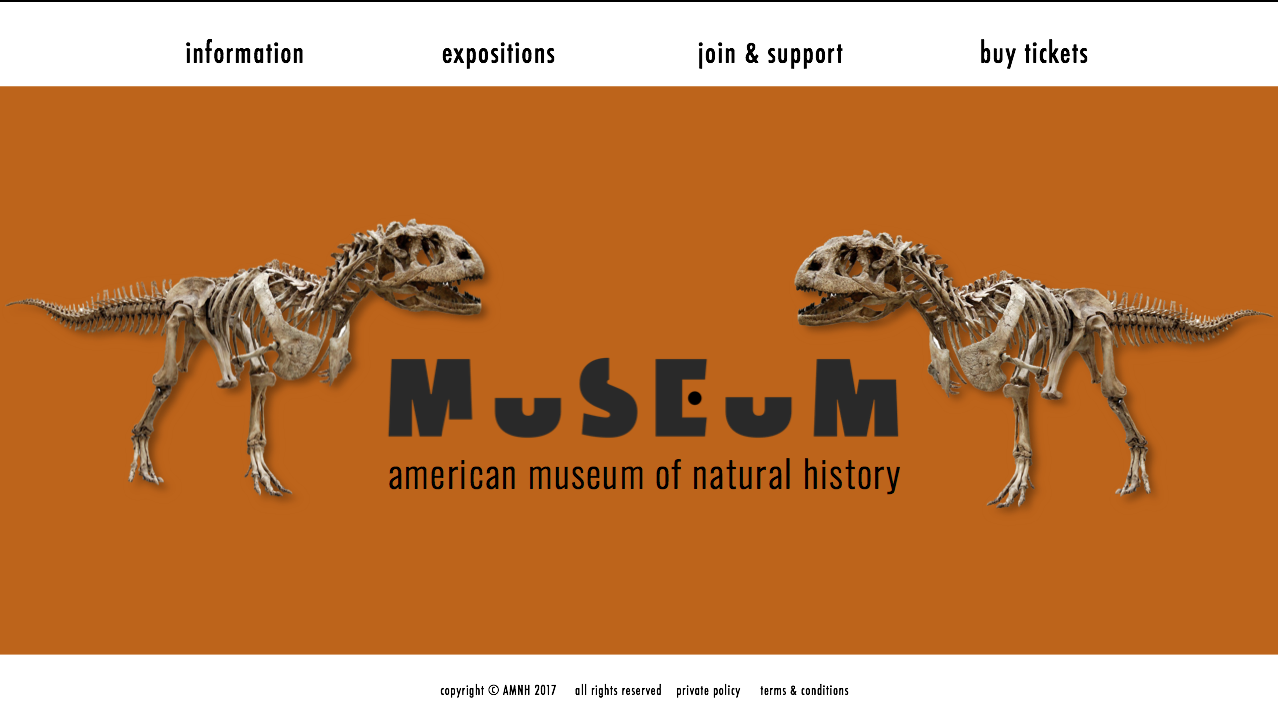 information expositions join & support buy tickets
MuSEuM
american museum of natural history
copyright © AMNH 2017 all rights reserved private policy terms & conditions